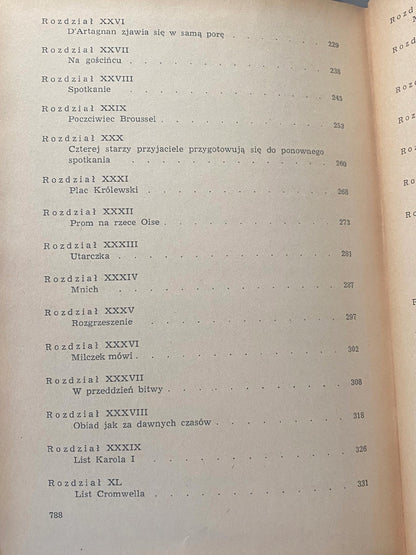 Rozdział XXVI
D'Artagnan zjawia się w samą porę 229
Rozdział XXVII
Na gościńcu . . . . . . . . . . 238
Rozdział XXVIII
Spotkanie . . . . . . . . . . 245
Rozdział XXIX
Poczciwiec Broussel . . . . . . . . 253
Rozdział XXX
Czterej starzy przyjaciele przygotowują się do ponownego
spotkania . . . . . . . . . . 260
Rozdział XXXI
Plac Królewski . . . . . . . . . 268
Rozdział XXXII
Prom na rzece Oise . . . . . . . . 273
Rozdział XXXIII
Utarczka . . . . . . . . . . 281
Rozdział XXXIV
Mnich . . . . . . . . . . 287
Rozdział XXXV
Rozgrzeszenie . . . . . . . . . 297
Rozdział XXXVI
Milczek mówi . . . . . . . . . . 302
Rozdział XXXVII
W przeddzień bitwy . . . . . . . . 308
Rozdział XXXVIII
Obiad jak za dawnych czasów . . . . . . 318
Rozdział XXXIX
List Karola I . . . . . . . . . 326
Rozdział XL
List Cromwella . . . . . . . . . 331
788